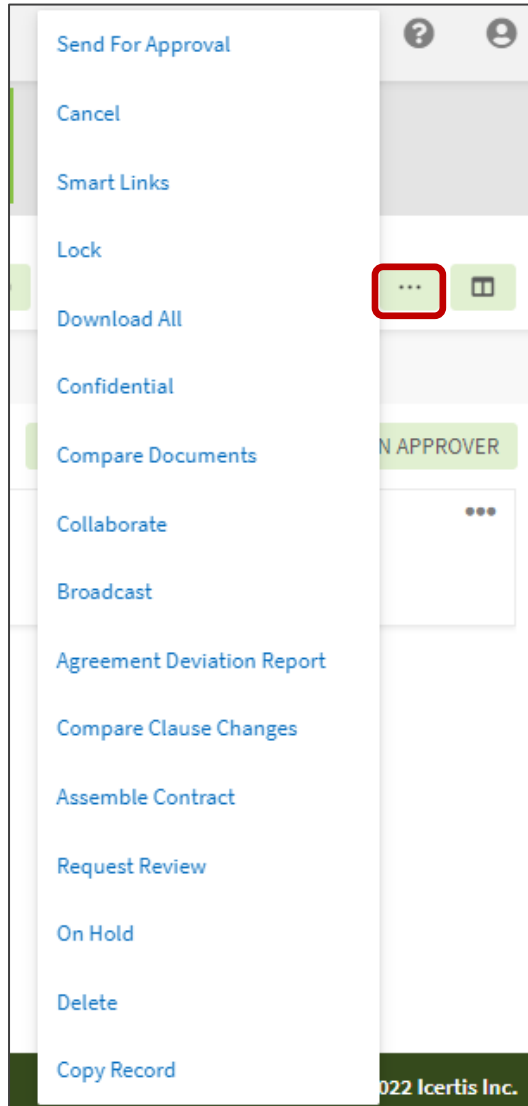 Send For Approval
Cancel
Smart Links
Lock
Download All
Confidential
Compare Documents
N APPROVER
Collaborate
Broadcast
Agreement Deviation Report
Compare Clause Changes
Assemble Contract
Request Review
On Hold
Delete
Copy Record
022 Icertis Inc.